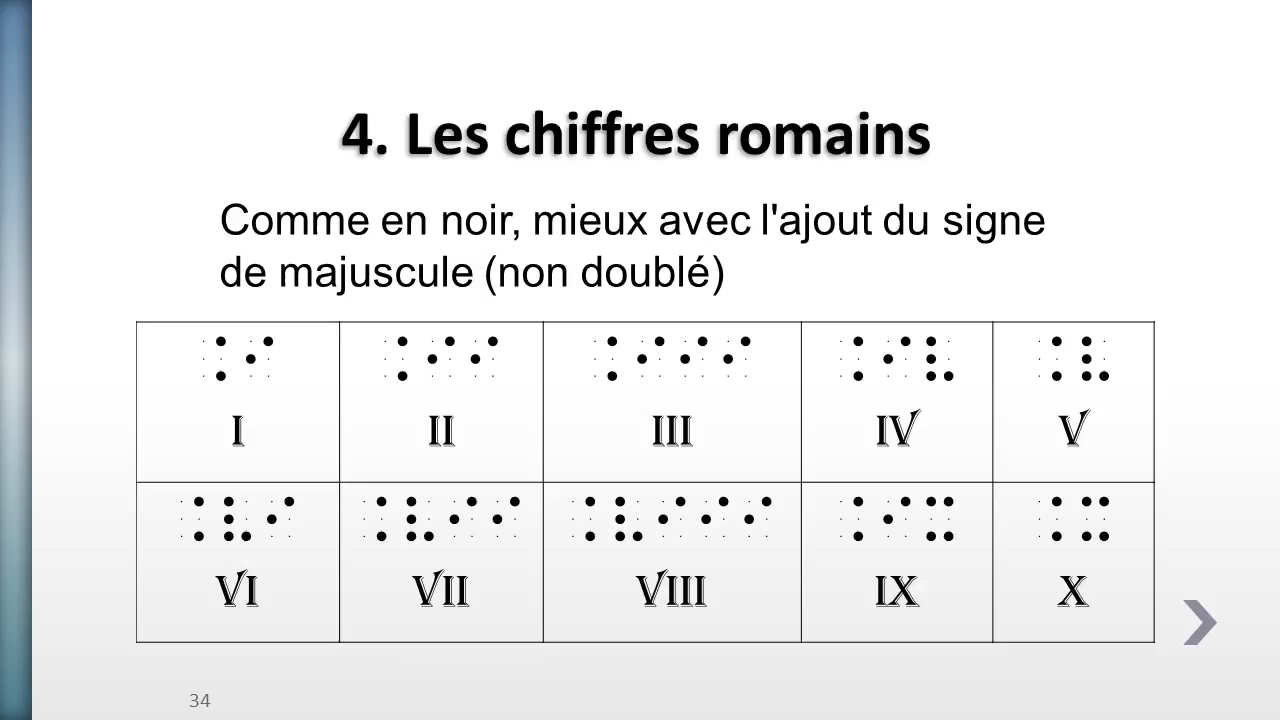 4. Les chiffres romains
Comme en noir, mieux avec l'ajout du signe
de majuscule (non doublé)
⠨⠊ ⠨⠊⠊ ⠨⠊⠊⠊ ⠨⠊⠧ ⠨⠧
I II III IV V
⠨⠧⠊ ⠨⠧⠊⠊ ⠨⠧⠊⠊⠊ ⠨⠊⠭ ⠨⠭
VI VII VIII IX X
34